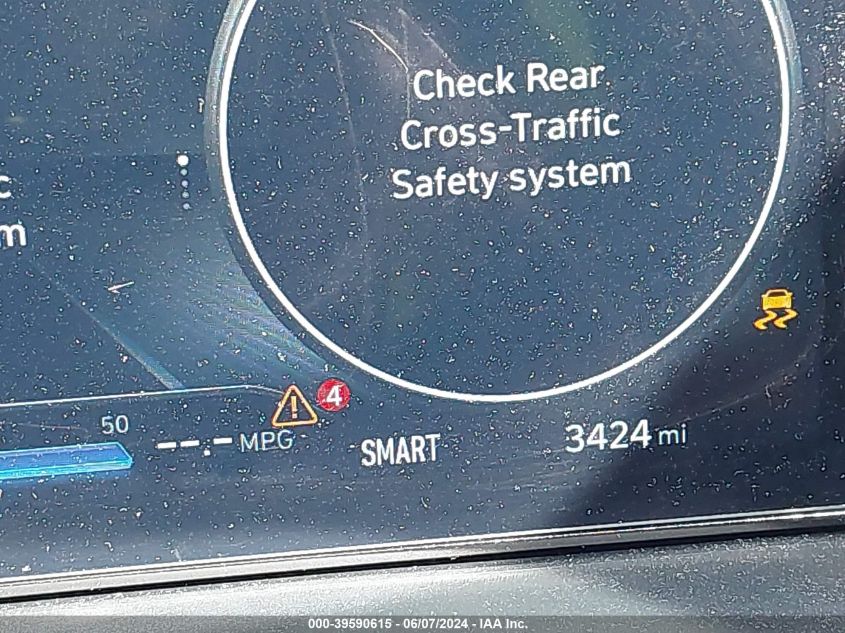 Check Rear
Cross-Traffic
Safety system
c
m
4
50
--.- MPG
SMART
3424 mi
000-39590615 - 06/07/2024 - IAA Inc.